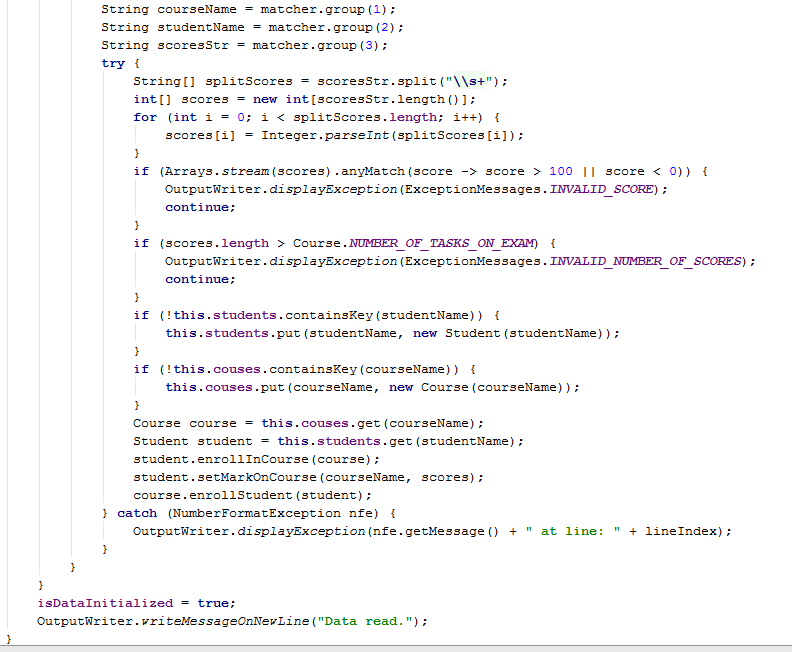 String courseName = matcher.group(1);
String studentName = matcher.group(2);
String scoresStr = matcher.group(3);
try {
String[] splitScores = scoresStr.split("\\s+");
int[] scores = new int[scoresStr.length()];
for (int i = 0; i < splitScores.length; i++) {
scores[i] = Integer.parseInt(splitScores[i]);
}
if (Arrays.stream(scores).anyMatch(score -> score > 100 || score < 0)) {
OutputWriter.displayException(ExceptionMessages.INVALID_SCORE);
continue;
}
if (scores.length > Course.NUMBER_OF_TASKS_ON_EXAM) {
OutputWriter.displayException(ExceptionMessages.INVALID_NUMBER_OF_SCORES);
continue;
}
if (!this.students.containsKey(studentName)) {
this.students.put(studentName, new Student(studentName));
}
if (!this.couses.containsKey(courseName)) {
this.couses.put(courseName, new Course(courseName));
}
Course course = this.couses.get(courseName);
Student student = this.students.get(studentName);
student.enrollInCourse(course);
student.setMarkOnCourse(courseName, scores);
course.enrollStudent(student);
} catch (NumberFormatException nfe) {
OutputWriter.displayException(nfe.getMessage() + " at line: " + lineIndex);
}
}
}
isDataInitialized = true;
OutputWriter.writeMessageOnNewLine("Data read.");
}